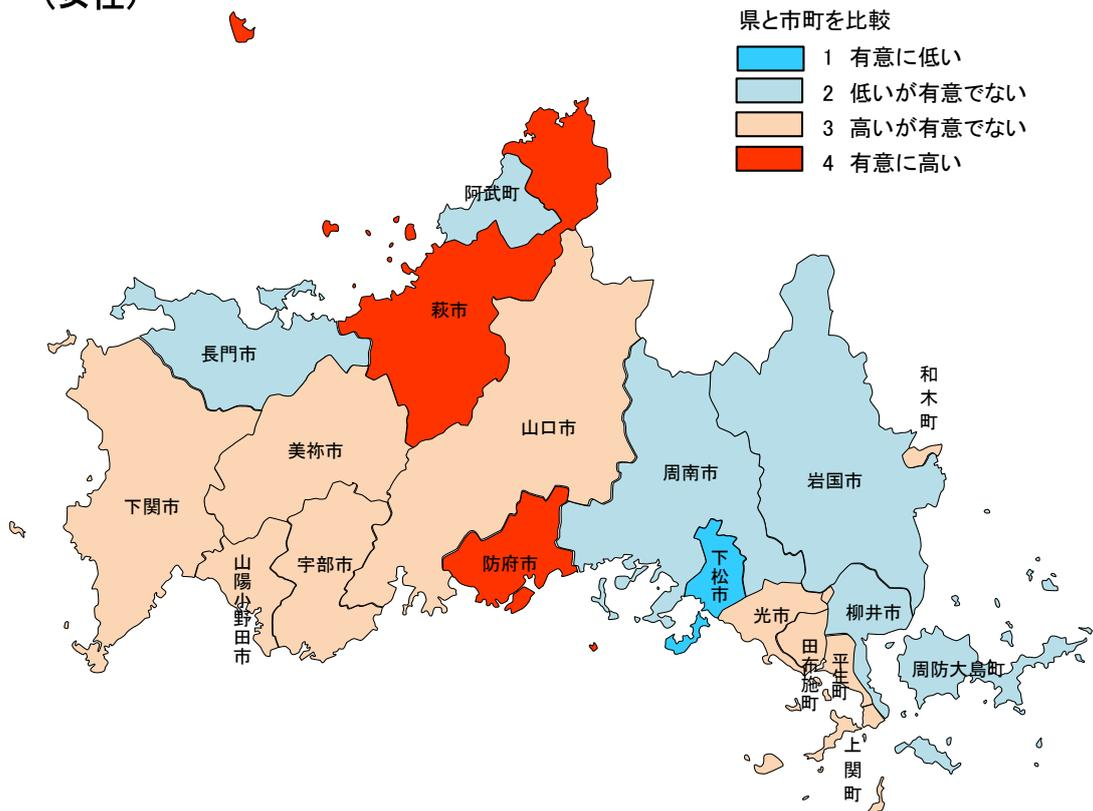 （女性）
県と市町を比較
1 有意に低い
2 低いが有意でない
3 高いが有意でない
4 有意に高い
阿武町
萩市
長門市
和木町
山口市
美祢市
周南市
岩国市
下関市
山陽小野田市
宇部市
防府市
下松市
光市
柳井市
田布施町
平生町
周防大島町
上関町